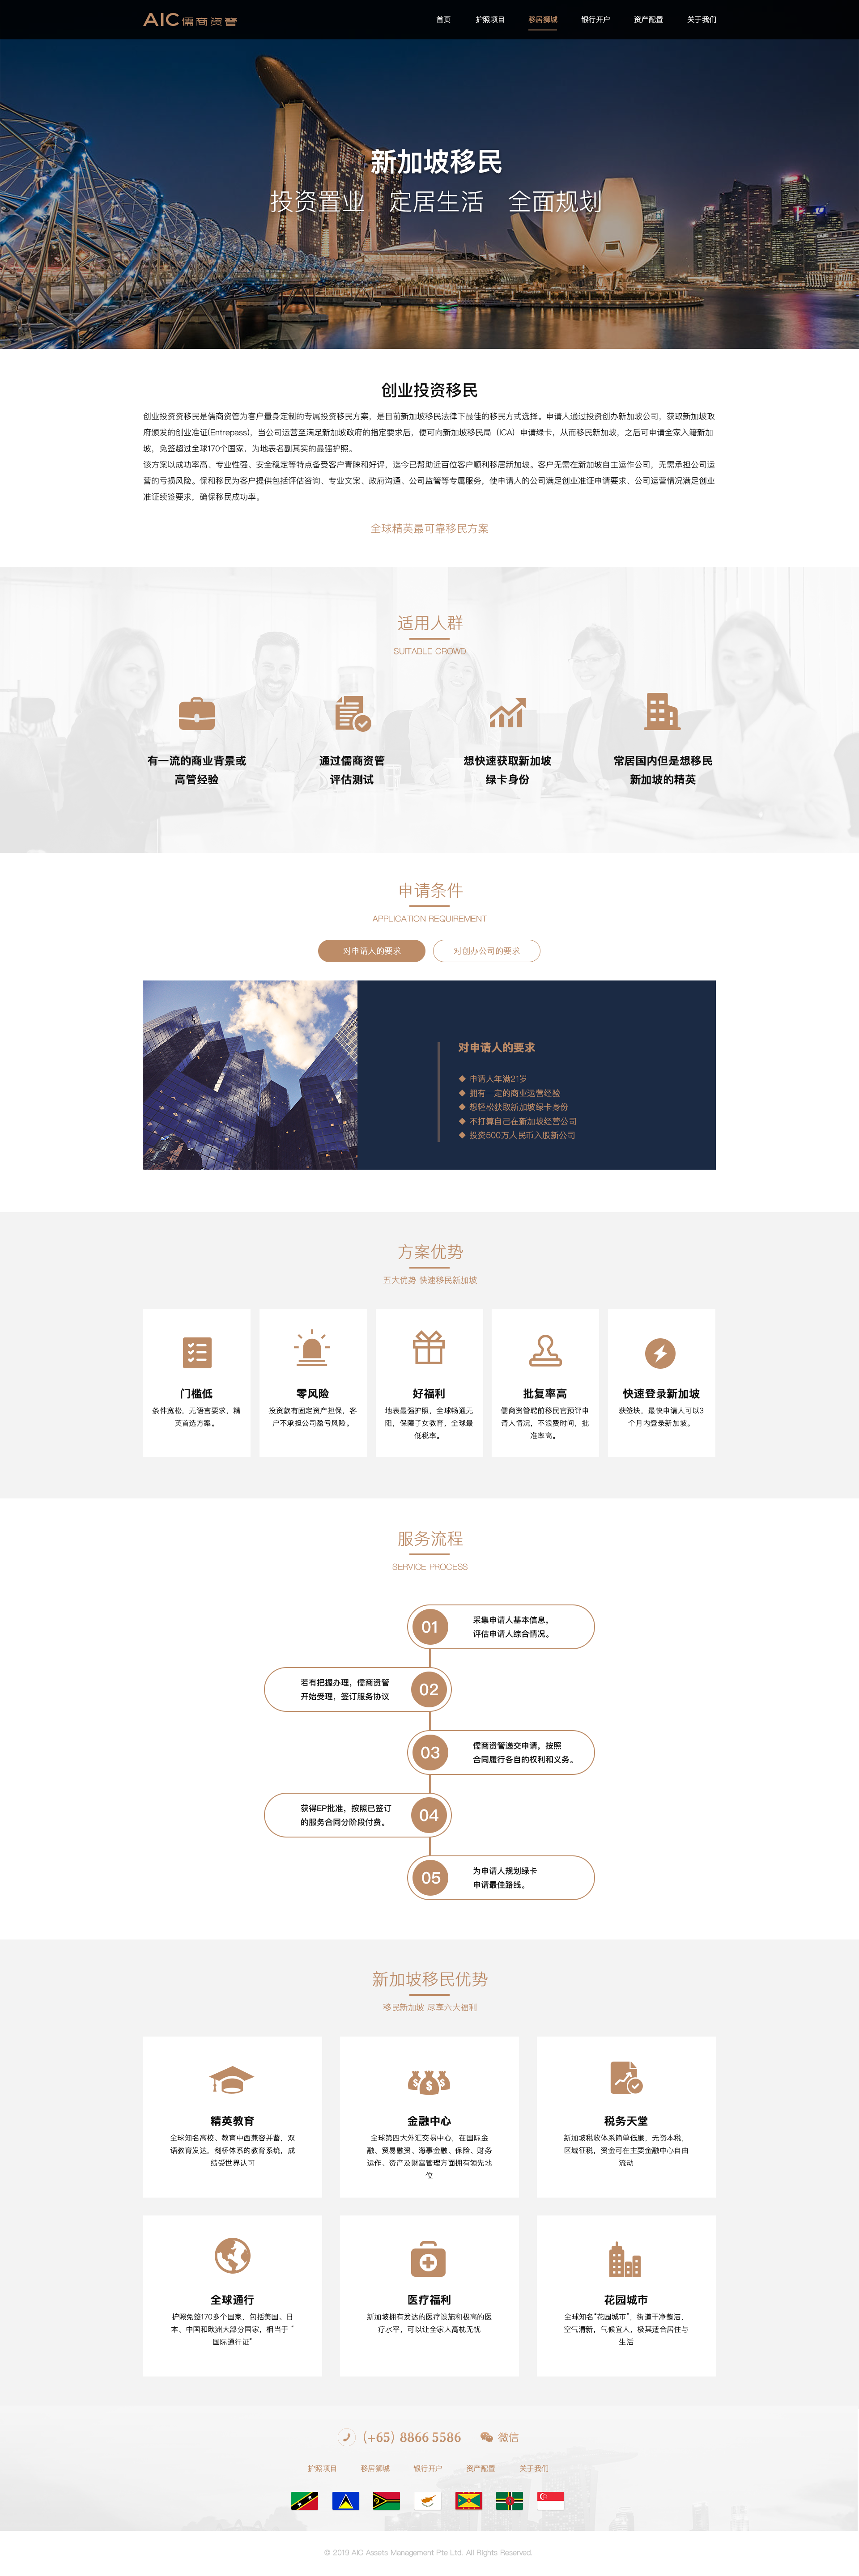 AIC儒商资管
首页 护照项目 移居狮城 银行开户 资产配置 关于我们
新加坡移民
投资置业 定居生活 全面规划
创业投资移民
创业投资资移民是儒商资管为客户量身定制的专属投资移民方案，是目前新加坡移民法律下最佳的移民方式选择。申请人通过投资创办新加坡公司，获取新加坡政
府颁发的创业准证(Entrepass)，当公司运营至满足新加坡政府的指定要求后，便可向新加坡移民局（ICA）申请绿卡，从而移民新加坡，之后可申请全家入籍新加
坡，免签超过全球170个国家，为地表名副其实的最强护照。
该方案以成功率高、专业性强、安全稳定等特点备受客户青睐和好评，迄今已帮助近百位客户顺利移居新加坡。客户无需在新加坡自主运作公司，无需承担公司运
营的亏损风险。保和移民为客户提供包括评估咨询、专业文案、政府沟通、公司监管等专属服务，使申请人的公司满足创业准证申请要求、公司运营情况满足创业
准证续签要求，确保移民成功率。
全球精英最可靠移民方案
适用人群
SUITABLE CROWD
有一流的商业背景或
高管经验
通过儒商资管
评估测试
想快速获取新加坡
绿卡身份
常居国内但是想移民
新加坡的精英
申请条件
APPLICATION REQUIREMENT
对申请人的要求 对创办公司的要求
对申请人的要求
◆ 申请人年满21岁
◆ 拥有一定的商业运营经验
◆ 想轻松获取新加坡绿卡身份
◆ 不打算自己在新加坡经营公司
◆ 投资500万人民币入股新公司
方案优势
五大优势 快速移民新加坡
门槛低
条件宽松，无语言要求，精
英首选方案。
零风险
投资款有固定资产担保，客
户不承担公司盈亏风险。
好福利
地表最强护照，全球畅通无
阻，保障子女教育，全球最
低税率。
批复率高
儒商资管聘前移民官预评申
请人情况，不浪费时间，批
准率高。
快速登录新加坡
获签块，最快申请人可以3
个月内登录新加坡。
服务流程
SERVICE PROCESS
01
采集申请人基本信息，
评估申请人综合情况。
若有把握办理，儒商资管
开始受理，签订服务协议
02
03
儒商资管递交申请，按照
合同履行各自的权利和义务。
获得EP批准，按照已签订
的服务合同分阶段付费。
04
05
为申请人规划绿卡
申请最佳路线。
新加坡移民优势
移民新加坡 尽享六大福利
精英教育
全球知名高校、教育中西兼容并蓄，双
语教育发达，剑桥体系的教育系统，成
绩受世界认可
金融中心
全球第四大外汇交易中心，在国际金
融、贸易融资、海事金融、保险、财务
运作、资产及财富管理方面拥有领先地
位
税务天堂
新加坡税收体系简单低廉，无资本税，
区域征税，资金可在主要金融中心自由
流动
全球通行
护照免签170多个国家，包括美国、日
本、中国和欧洲大部分国家，相当于 “
国际通行证”
医疗福利
新加坡拥有发达的医疗设施和极高的医
疗水平，可以让全家人高枕无忧
花园城市
全球知名“花园城市”，街道干净整洁，
空气清新，气候宜人，极其适合居住与
生活
(+65) 8866 5586 微信
护照项目 移居狮城 银行开户 资产配置 关于我们
© 2019 AIC Assets Management Pte Ltd. All Rights Reserved.